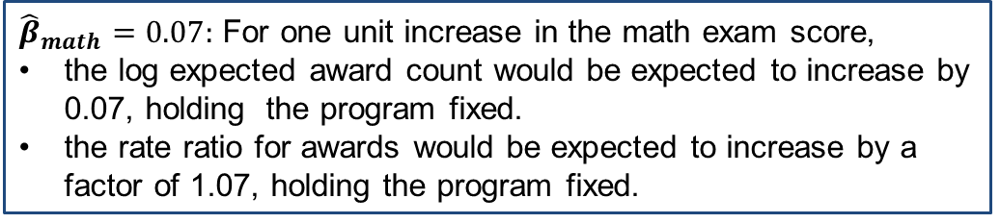 β̂math = 0.07: For one unit increase in the math exam score,
• the log expected award count would be expected to increase by
0.07, holding the program fixed.
• the rate ratio for awards would be expected to increase by a
factor of 1.07, holding the program fixed.